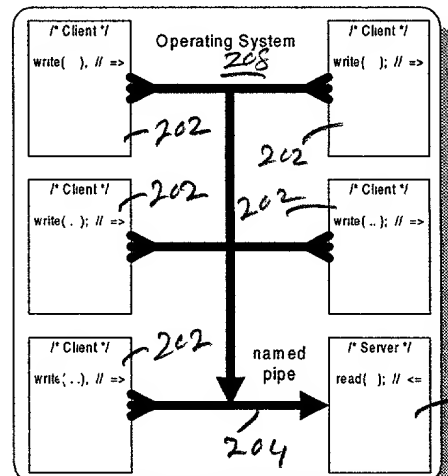 /* Client */
write( ), // =>
Operating System
208
/* Client */
write( ); // =>
202
202
/* Client */
write( . ); // =>
202
202
/* Client */
write( .. ); // =>
/* Client */
write( . . ), // =>
202
named
pipe
204
/* Server */
read( ); // <=